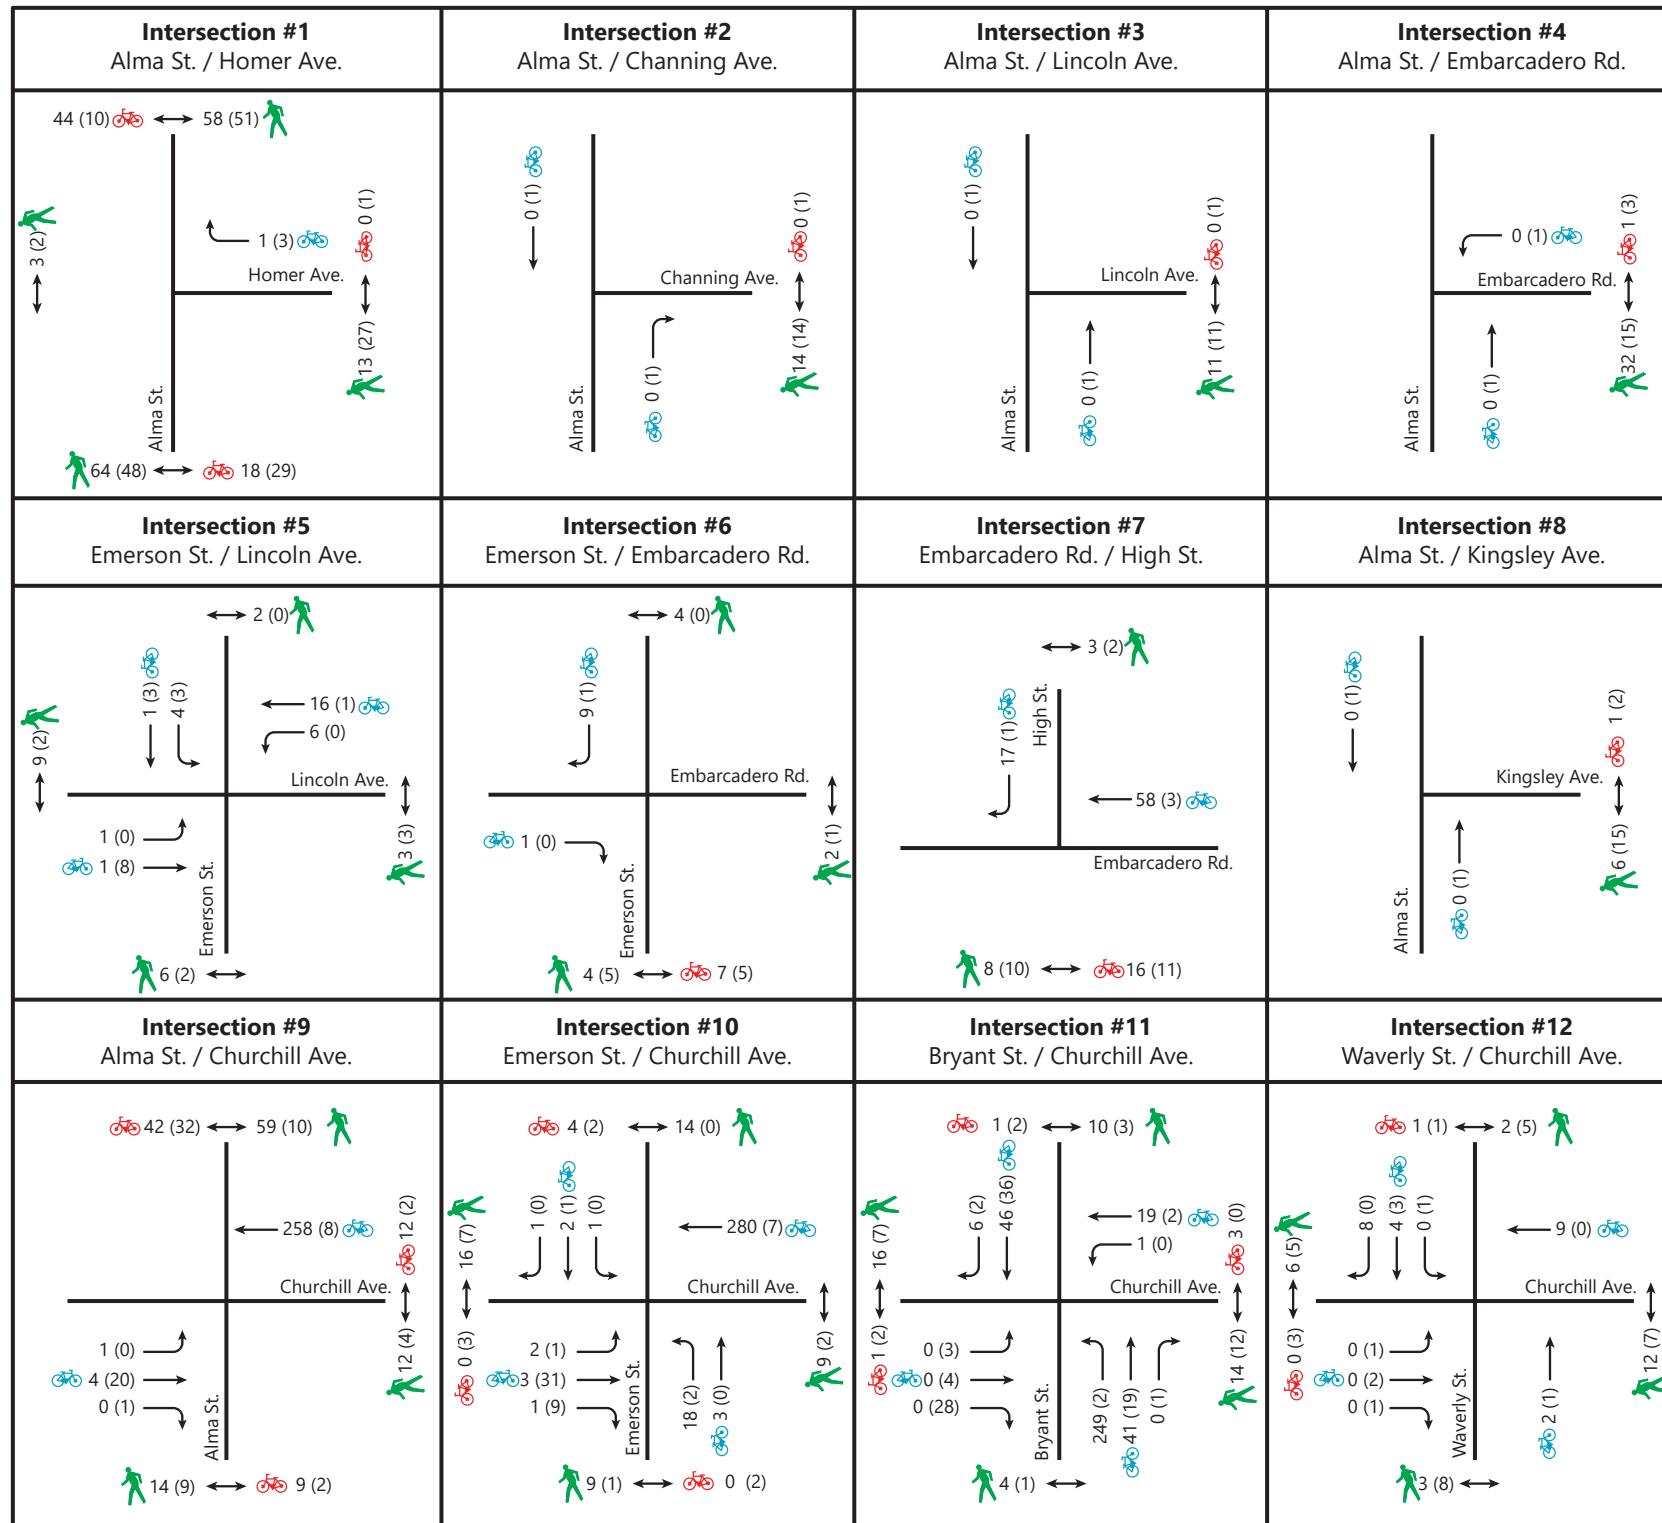 Intersection #1
Alma St. / Homer Ave.
Intersection #2
Alma St. / Channing Ave.
Intersection #3
Alma St. / Lincoln Ave.
Intersection #4
Alma St. / Embarcadero Rd.
44 (10)
58 (51)
3 (2)
1 (3)
0 (1)
Homer Ave.
13 (27)
Alma St.
64 (48)
18 (29)
0 (1)
0 (1)
Channing Ave.
14 (14)
0 (1)
Alma St.
0 (1)
0 (1)
Lincoln Ave.
11 (11)
0 (1)
Alma St.
0 (1)
1 (3)
Embarcadero Rd.
32 (15)
0 (1)
Alma St.
Intersection #5
Emerson St. / Lincoln Ave.
Intersection #6
Emerson St. / Embarcadero Rd.
Intersection #7
Embarcadero Rd. / High St.
Intersection #8
Alma St. / Kingsley Ave.
2 (0)
1 (3)
4 (3)
16 (1)
6 (0)
9 (2)
Lincoln Ave.
1 (0)
1 (8)
3 (3)
Emerson St.
6 (2)
4 (0)
9 (1)
Embarcadero Rd.
1 (0)
2 (1)
Emerson St.
4 (5)
7 (5)
3 (2)
17 (1)
High St.
58 (3)
Embarcadero Rd.
8 (10)
16 (11)
0 (1)
1 (2)
Kingsley Ave.
6 (15)
0 (1)
Alma St.
Intersection #9
Alma St. / Churchill Ave.
Intersection #10
Emerson St. / Churchill Ave.
Intersection #11
Bryant St. / Churchill Ave.
Intersection #12
Waverly St. / Churchill Ave.
42 (32)
59 (10)
258 (8)
12 (2)
Churchill Ave.
1 (0)
4 (20)
0 (1)
12 (4)
Alma St.
14 (9)
9 (2)
4 (2)
14 (0)
16 (7)
1 (0)
2 (1)
1 (0)
280 (7)
Churchill Ave.
0 (3)
2 (1)
3 (31)
1 (9)
18 (2)
3 (0)
9 (2)
Emerson St.
9 (1)
0 (2)
1 (2)
10 (3)
16 (7)
6 (2)
46 (36)
19 (2)
1 (0)
3 (0)
Churchill Ave.
1 (2)
0 (3)
0 (4)
0 (28)
249 (2)
41 (19)
0 (1)
14 (12)
Bryant St.
4 (1)
1 (1)
2 (5)
6 (5)
8 (0)
4 (3)
0 (1)
9 (0)
Churchill Ave.
0 (3)
0 (1)
0 (2)
0 (1)
2 (1)
12 (7)
Waverly St.
3 (8)